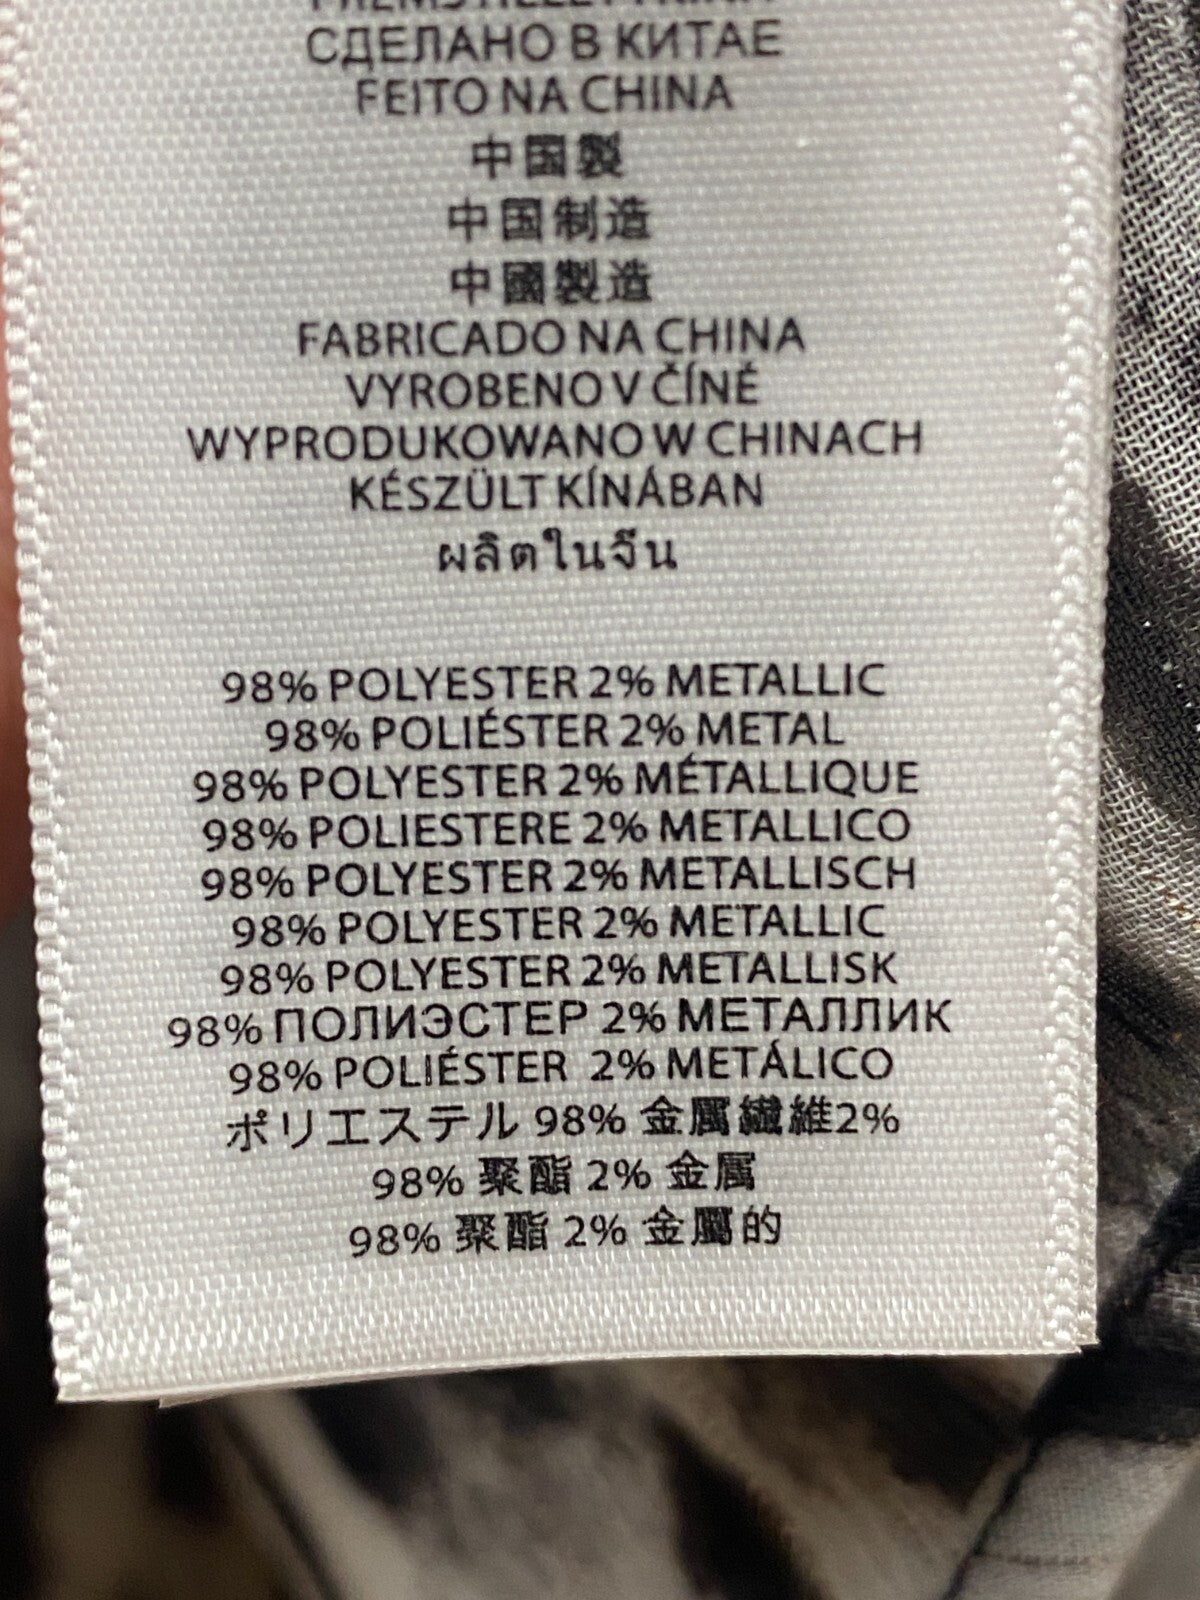 СДЕЛАНО В КИТАЕ
FEITO NA CHINA
中国製
中国制造
中國製造
FABRICADO NA CHINA
VYROBENO V ČÍNÉ
WYPRODUKOWANO W CHINACH
KÉSZÜLT KÍNÁBAN
ผลิตในจีน
98% POLYESTER 2% METALLIC
98% POLIÉSTER 2% METAL
98% POLYESTER 2% MÉTALLIQUE
98% POLIESTERE 2% METALLICO
98% POLYESTER 2% METALLISCH
98% POLYESTER 2% METALLIC
98% POLYESTER 2% METALLISK
98% ПОЛИЭСТЕР 2% МЕТАЛЛИК
98% POLIÉSTER 2% METÁLICO
ポリエステル 98% 金属繊維2%
98% 聚酯 2% 金属
98% 聚酯 2% 金屬的